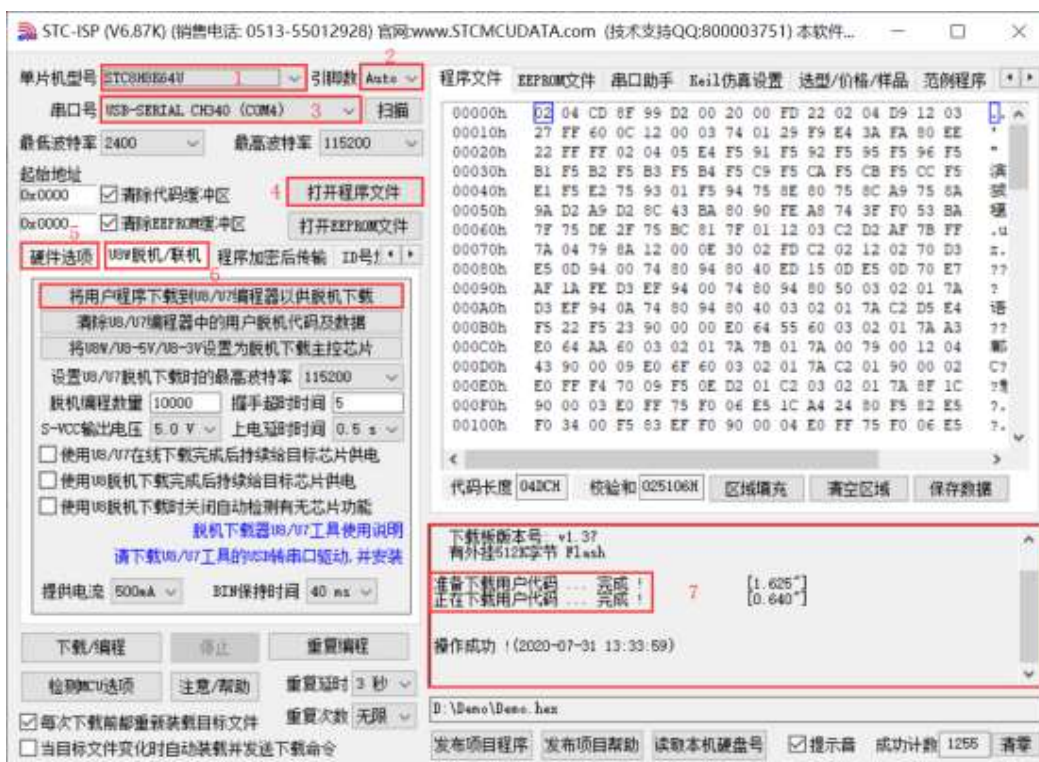 STC-ISP (V6.87K) (销售电话: 0513-55012928) 官网:www.STCMCUDATA.com (技术支持QQ:800003751) 本软件...
单片机型号 STC8H8K64U 1 引脚数 Auto 2
串口号 USB-SERIAL CH340 (COM4) 3 扫描
最低波特率 2400 最高波特率 115200
起始地址
0x0000 清除代码缓冲区 4 打开程序文件
0x0000 清除EEPROM缓冲区 打开EEPROM文件
5
硬件选项 U8W脱机/联机 程序加密后传输 ID号
6
将用户程序下载到U8/U7编程器以供脱机下载
清除U8/U7编程器中的用户脱机代码及数据
将U8W/U8-5V/U8-3V设置为脱机下载主控芯片
设置U8/U7脱机下载时的最高波特率 115200
脱机编程数量 10000 握手超时时间 5
S-VCC输出电压 5.0 V 上电延时时间 0.5 s
使用U8/U7在线下载完成后持续给目标芯片供电
使用U8脱机下载完成后持续给目标芯片供电
使用U8脱机下载时关闭自动检测有无芯片功能
脱机下载器U8/U7工具使用说明
请下载U8/U7工具的USB转串口驱动,并安装
提供电流 500mA BIN保持时间 40 ms
下载/编程 停止 重复编程
检测MCU选项 注意/帮助 重复延时 3 秒
每次下载前都重新装载目标文件 重复次数 无限
当目标文件变化时自动装载并发送下载命令
程序文件 EEPROM文件 串口助手 Keil仿真设置 选型/价格/样品 范例程序
00000h 02 04 CD 8F 99 D2 00 20 00 FD 22 02 04 D9 12 03
00010h 27 FF 60 0C 12 00 03 74 01 29 F9 E4 3A FA 80 EE
00020h 22 FF FF 02 04 05 E4 F5 91 F5 92 F5 95 F5 96 F5
00030h B1 F5 B2 F5 B3 F5 B4 F5 C9 F5 CA F5 CB F5 CC F5
00040h E1 F5 E2 75 93 01 F5 94 75 8E 80 75 8C A9 75 8A
00050h 9A D2 A9 D2 8C 43 BA 80 90 FE A8 74 3F F0 53 BA
00060h 7F 75 DE 2F 75 BC 81 7F 01 12 03 C2 D2 AF 7B FF
00070h 7A 04 79 8A 12 00 0E 30 02 FD C2 02 12 02 70 D3
00080h E5 0D 94 00 74 80 94 80 40 ED 15 0D E5 0D 70 E7
00090h AF 1A FE D3 EF 94 00 74 80 94 80 50 03 02 01 7A
000A0h D3 EF 94 0A 74 80 94 80 40 03 02 01 7A C2 D5 E4
000B0h F5 22 F5 23 90 00 00 E0 64 55 60 03 02 01 7A A3
000C0h E0 64 AA 60 03 02 01 7A 7B 01 7A 00 79 00 12 04
000D0h 43 90 00 09 E0 6F 60 03 02 01 7A C2 01 90 00 02
000E0h E0 FF F4 70 09 F5 0E D2 01 C2 03 02 01 7A 8F 1C
000F0h 90 00 03 E0 FF 75 F0 06 E5 1C A4 24 80 F5 82 E5
00100h F0 34 00 F5 83 EF F0 90 00 04 E0 FF 75 F0 06 E5
代码长度 04DCH 校验和 025106H 区域填充 清空区域 保存数据
下载板版本号: v1.37
有外挂512K字节 Flash
准备下载用户代码 ... 完成 ! [1.625"]
正在下载用户代码 ... 完成 ! 7 [0.640"]
操作成功 !(2020-07-31 13:33:59)
D:\Demo\Demo.hex
发布项目程序 发布项目帮助 读取本机硬盘号 提示音 成功计数 1255 清零